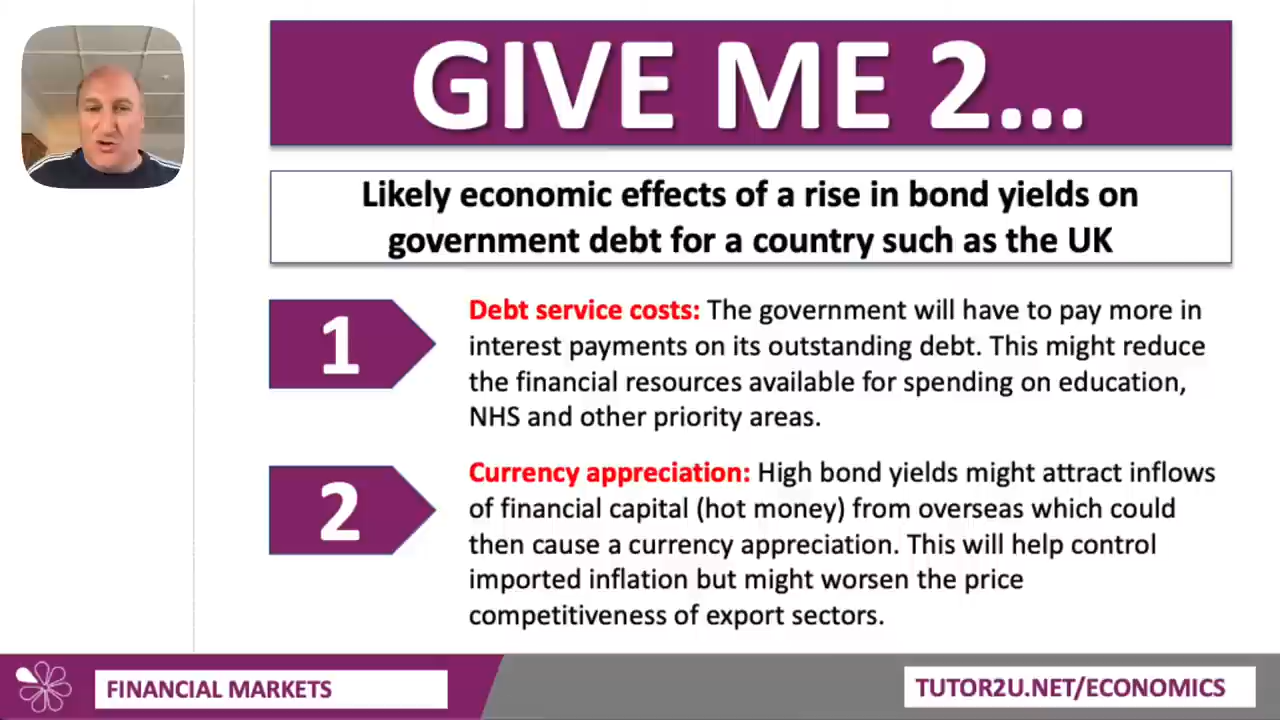 GIVE ME 2...
Likely economic effects of a rise in bond yields on
government debt for a country such as the UK
1
Debt service costs: The government will have to pay more in
interest payments on its outstanding debt. This might reduce
the financial resources available for spending on education,
NHS and other priority areas.
2
Currency appreciation: High bond yields might attract inflows
of financial capital (hot money) from overseas which could
then cause a currency appreciation. This will help control
imported inflation but might worsen the price
competitiveness of export sectors.
FINANCIAL MARKETS
TUTOR2U.NET/ECONOMICS